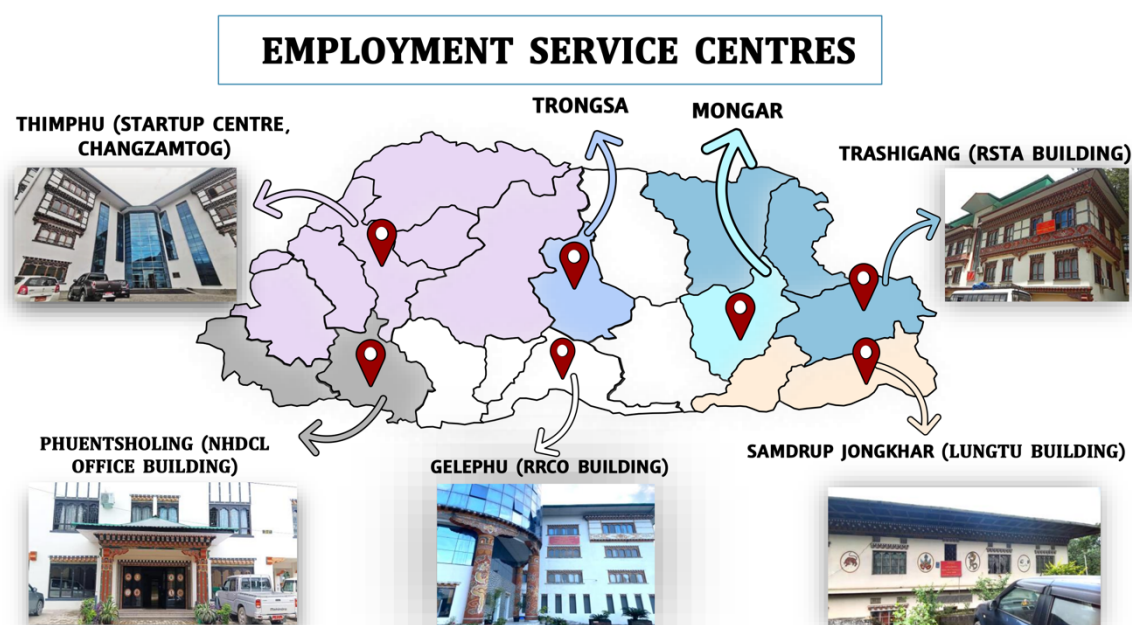 EMPLOYMENT SERVICE CENTRES
TRONGSA
MONGAR
THIMPHU (STARTUP CENTRE,
CHANGZAMTOG)
TRASHIGANG (RSTA BUILDING)
PHUENTSHOLING (NHDCL
OFFICE BUILDING)
GELEPHU (RRCO BUILDING)
SAMDRUP JONGKHAR (LUNGTU BUILDING)